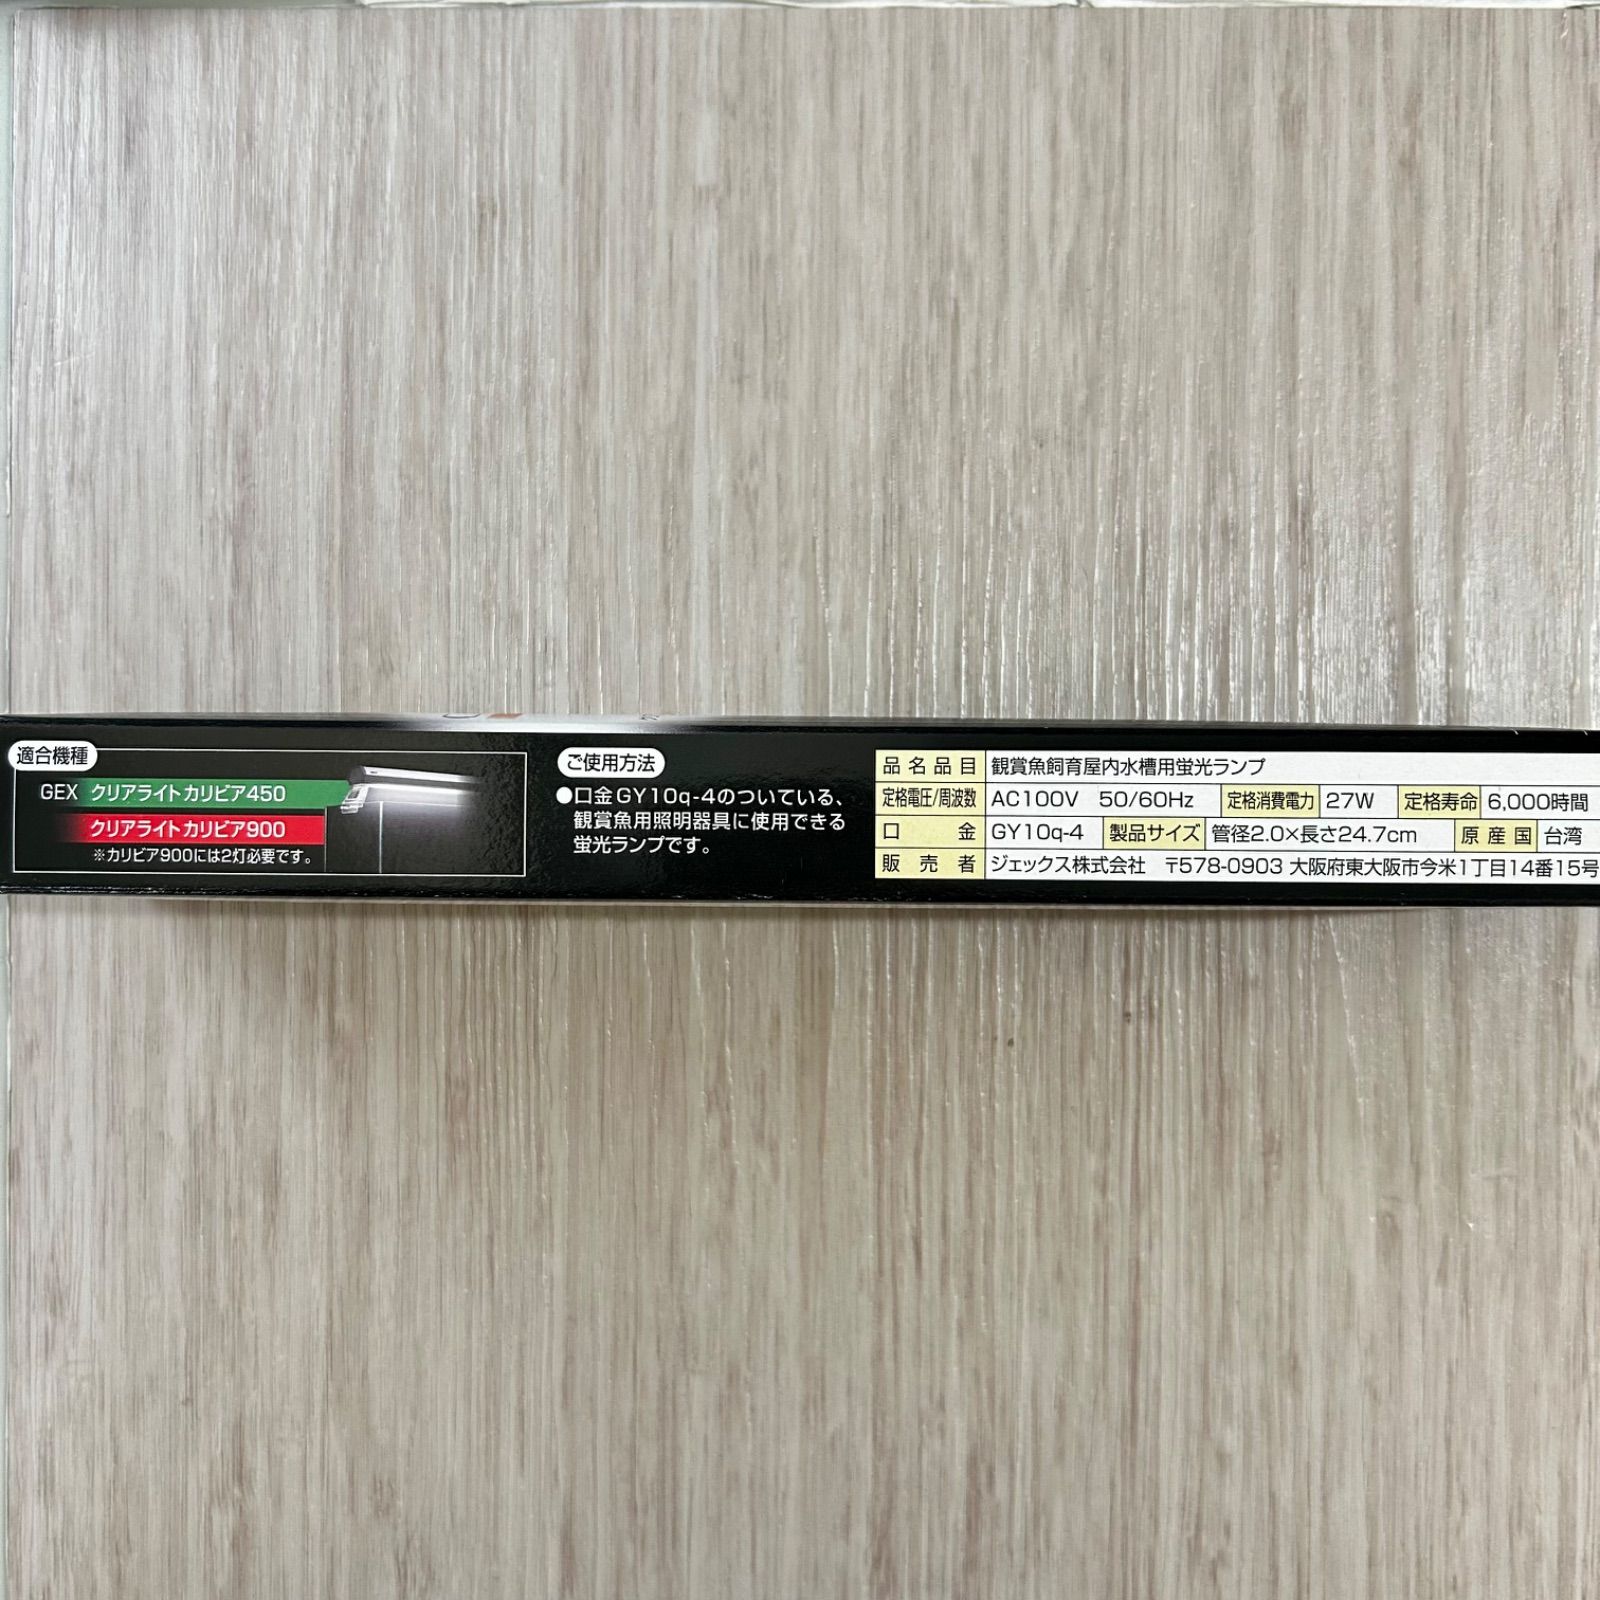 適合機種
GEX クリアライトカリビア450
クリアライトカリビア900
※カリビア900には2灯必要です。
ご使用方法
●口金GY10q-4のついている、
観賞魚用照明器具に使用できる
蛍光ランプです。
品名品目 観賞魚飼育屋内水槽用蛍光ランプ
定格電圧/周波数 AC100V 50/60Hz 定格消費電力 27W 定格寿命 6,000時間
口金 GY10q-4 製品サイズ 管径2.0×長さ24.7cm 原産国 台湾
販売者 ジェックス株式会社 〒578-0903 大阪府東大阪市今米1丁目14番15号